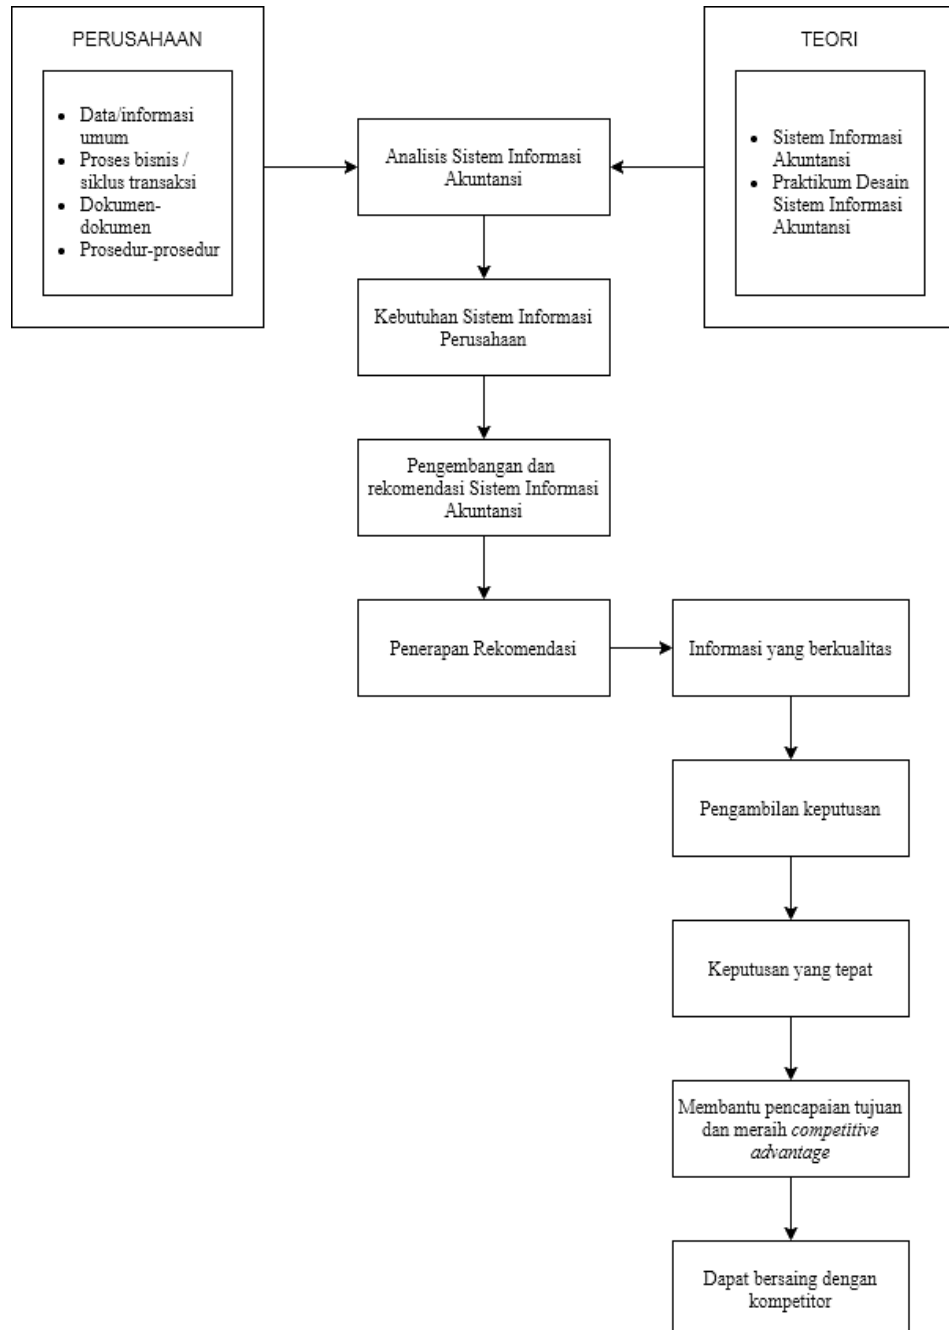 PERUSAHAAN
• Data/informasi
umum
• Proses bisnis /
siklus transaksi
• Dokumen-
dokumen
• Prosedur-prosedur
TEORI
• Sistem Informasi
Akuntansi
• Praktikum Desain
Sistem Informasi
Akuntansi
Analisis Sistem Informasi
Akuntansi
Kebutuhan Sistem Informasi
Perusahaan
Pengembangan dan
rekomendasi Sistem Informasi
Akuntansi
Penerapan Rekomendasi
Informasi yang berkualitas
Pengambilan keputusan
Keputusan yang tepat
Membantu pencapaian tujuan
dan meraih competitive
advantage
Dapat bersaing dengan
kompetitor